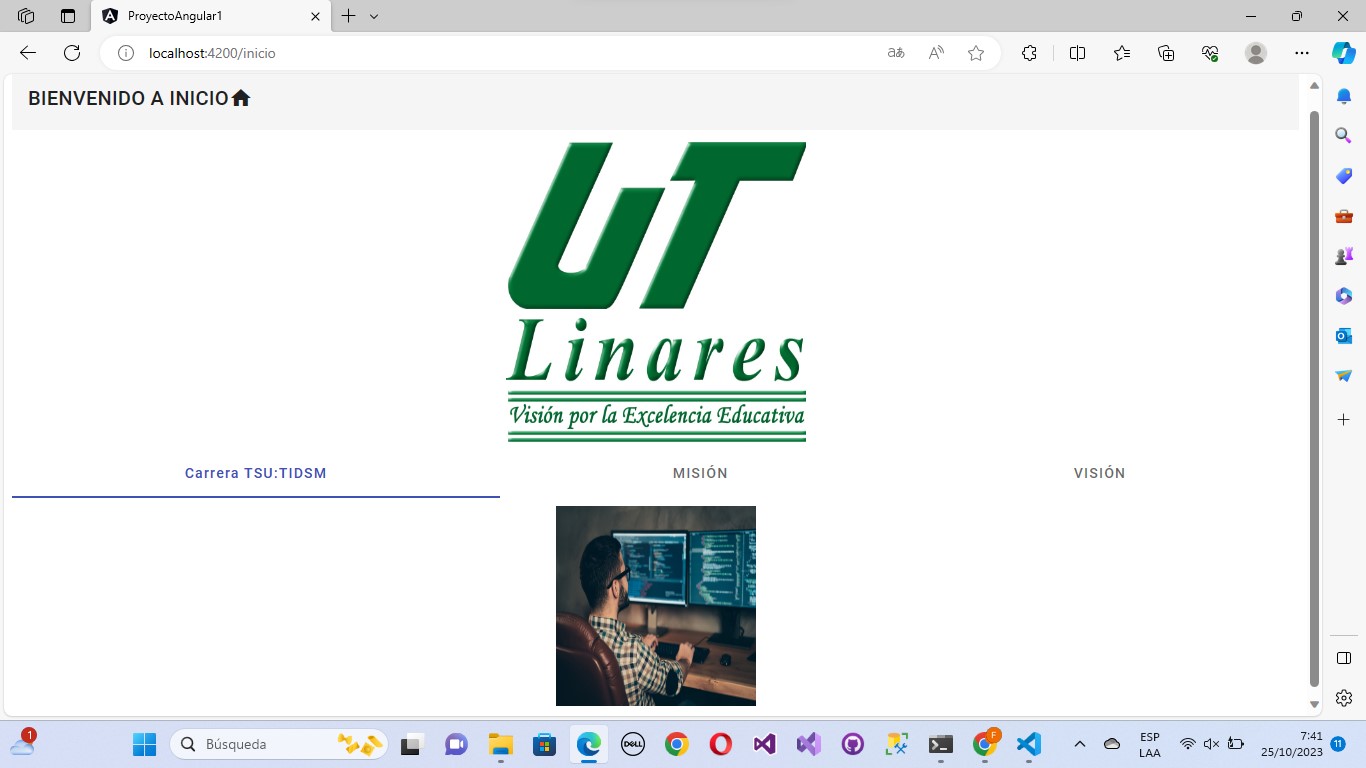 ProyectoAngular1
localhost:4200/inicio
BIENVENIDO A INICIO
UT
Linares
Visión por la Excelencia Educativa
Carrera TSU:TIDSM
MISIÓN
VISIÓN
1
Búsqueda
DELL
F
ESP
LAA
7:41
25/10/2023
11